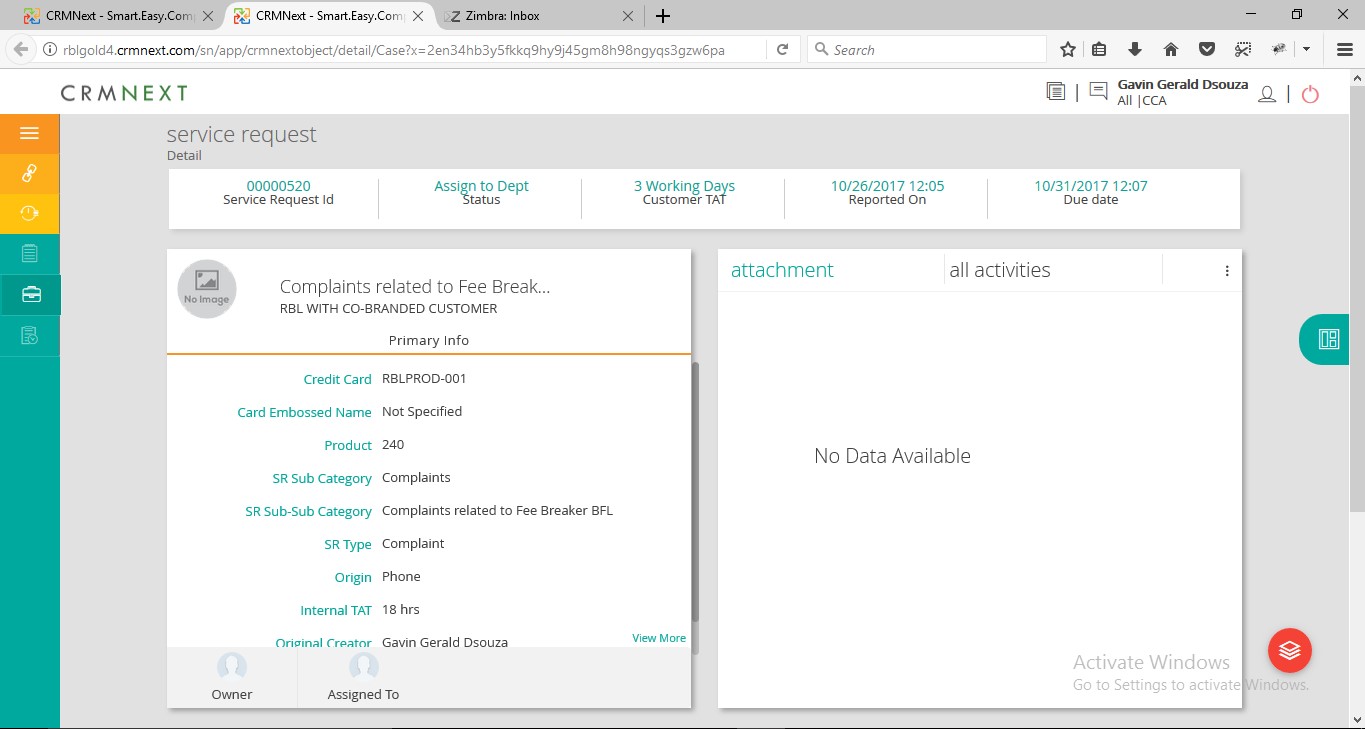 CRMNext - Smart.Easy.Com
CRMNext - Smart.Easy.Com
Zimbra: Inbox
rblgold4.crmnext.com/sn/app/crmnextobject/detail/Case?x=2en34hb3y5fkkq9hy9j45gm8h98ngyqs3gzw6pa
Search
CRMNEXT
Gavin Gerald Dsouza
All |CCA
service request
Detail
00000520
Service Request Id
Assign to Dept
Status
3 Working Days
Customer TAT
10/26/2017 12:05
Reported On
10/31/2017 12:07
Due date
No Image
Complaints related to Fee Break...
RBL WITH CO-BRANDED CUSTOMER
Primary Info
Credit Card RBLPROD-001
Card Embossed Name Not Specified
Product 240
SR Sub Category Complaints
SR Sub-Sub Category Complaints related to Fee Breaker BFL
SR Type Complaint
Origin Phone
Internal TAT 18 hrs
Original Creator Gavin Gerald Dsouza
View More
Owner
Assigned To
attachment
all activities
No Data Available
Activate Windows
Go to Settings to activate Windows.